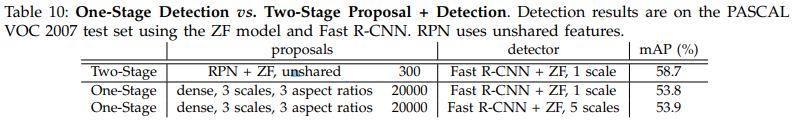 Table 10: One-Stage Detection vs. Two-Stage Proposal + Detection. Detection results are on the PASCAL
VOC 2007 test set using the ZF model and Fast R-CNN. RPN uses unshared features.
proposals detector mAP (%)
Two-Stage RPN + ZF, unshared 300 Fast R-CNN + ZF, 1 scale 58.7
One-Stage dense, 3 scales, 3 aspect ratios 20000 Fast R-CNN + ZF, 1 scale 53.8
One-Stage dense, 3 scales, 3 aspect ratios 20000 Fast R-CNN + ZF, 5 scales 53.9